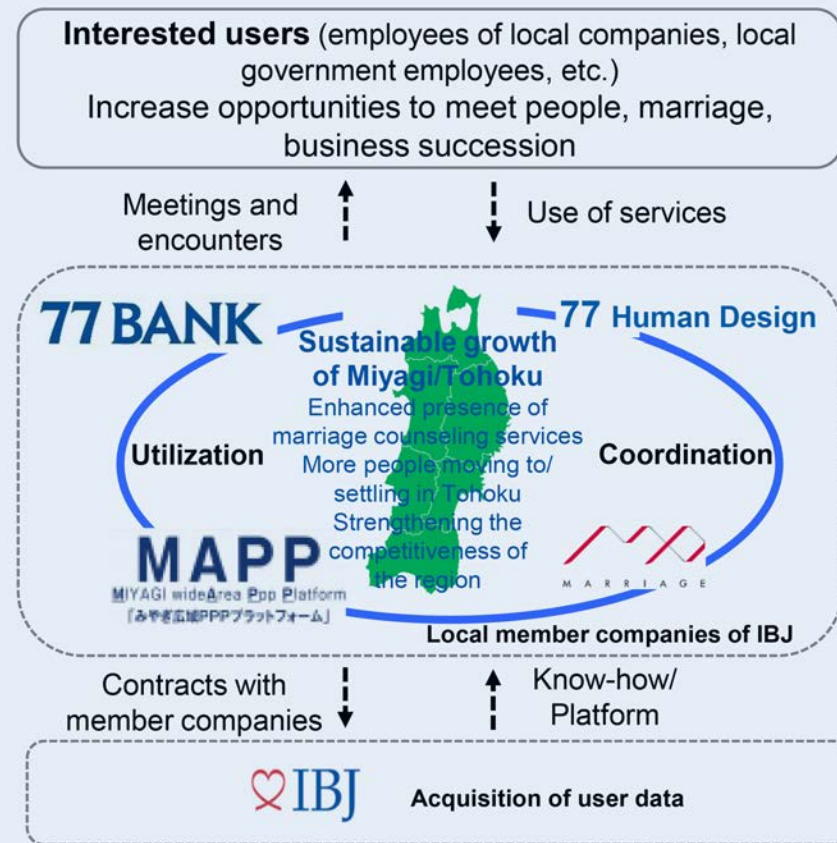 Interested users (employees of local companies, local
government employees, etc.)
Increase opportunities to meet people, marriage,
business succession
Meetings and
encounters
Use of services
77 BANK
77 Human Design
Sustainable growth
of Miyagi/Tohoku
Enhanced presence of
marriage counseling services
More people moving to/
settling in Tohoku
Strengthening the
competitiveness of
the region
Utilization
Coordination
MAPP
MIYAGI wideArea Ppp Platform
「みやぎ広域PPPプラットフォーム」
MARRIAGE
Local member companies of IBJ
Contracts with
member companies
Know-how/
Platform
IBJ
Acquisition of user data